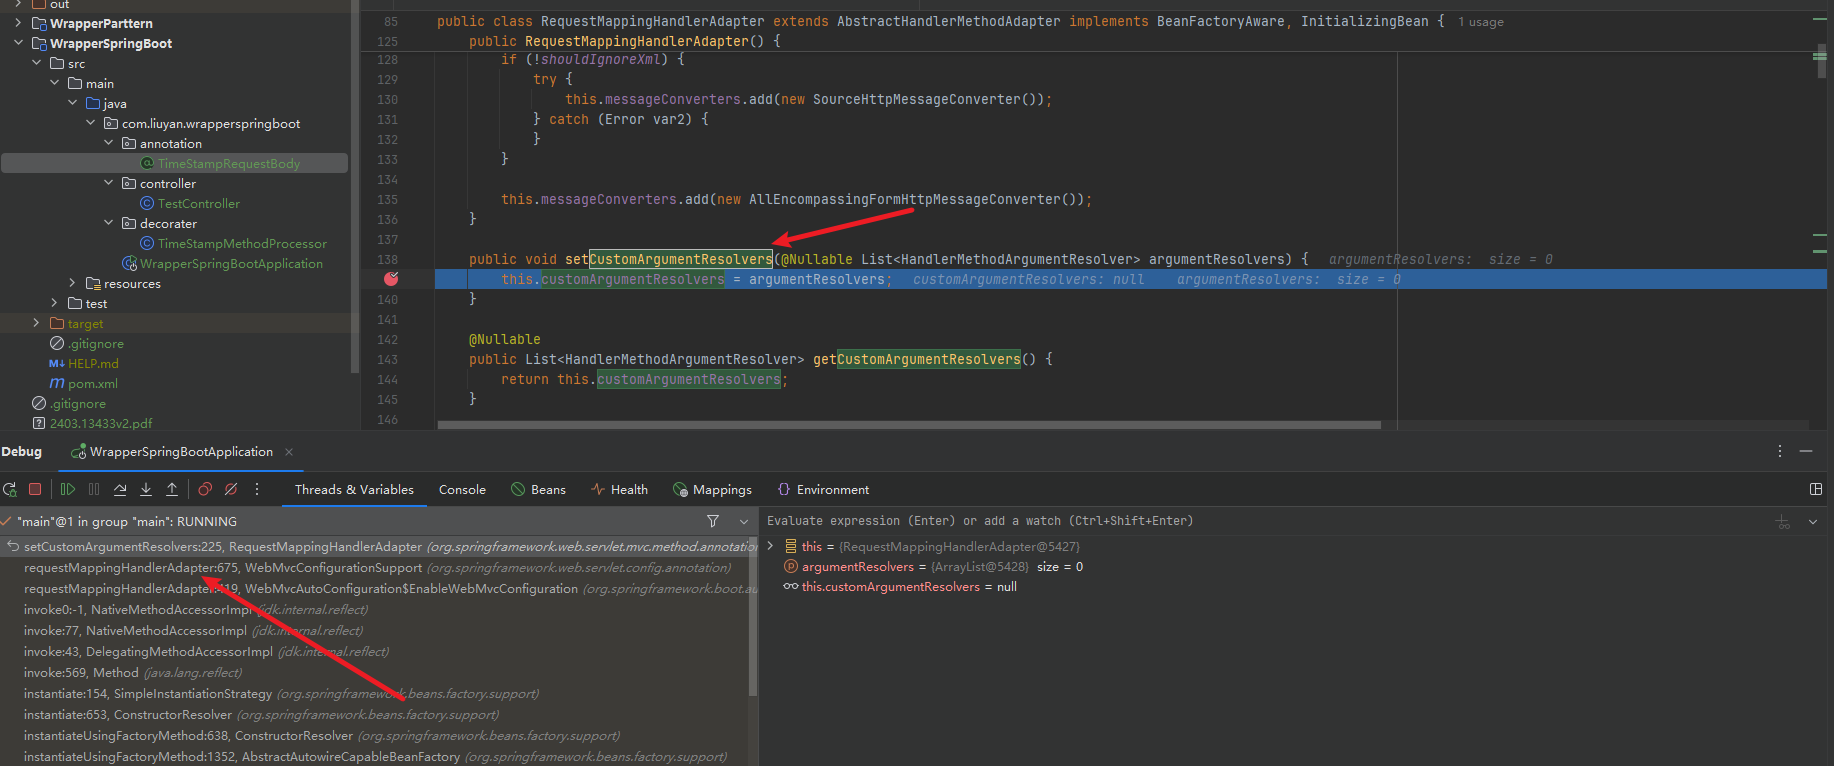 out
WrapperParttern
WrapperSpringBoot
src
main
java
com.liuyan.wrapperspringboot
annotation
TimeStampRequestBody
controller
TestController
decorater
TimeStampMethodProcessor
WrapperSpringBootApplication
resources
test
target
.gitignore
M↓ HELP.md
m pom.xml
.gitignore
2403.13433v2.pdf
85 public class RequestMappingHandlerAdapter extends AbstractHandlerMethodAdapter implements BeanFactoryAware, InitializingBean { 1 usage
125 public RequestMappingHandlerAdapter() {
128 if (!shouldIgnoreXml) {
129 try {
130 this.messageConverters.add(new SourceHttpMessageConverter());
131 } catch (Error var2) {
132 }
133 }
134
135 this.messageConverters.add(new AllEncompassingFormHttpMessageConverter());
136 }
137
138 public void setCustomArgumentResolvers(@Nullable List<HandlerMethodArgumentResolver> argumentResolvers) { argumentResolvers: size = 0
this.customArgumentResolvers = argumentResolvers; customArgumentResolvers: null argumentResolvers: size = 0
140 }
141
142 @Nullable
143 public List<HandlerMethodArgumentResolver> getCustomArgumentResolvers() {
144 return this.customArgumentResolvers;
145 }
146
Debug WrapperSpringBootApplication ×
Threads & Variables Console Beans Health Mappings Environment
"main"@1 in group "main": RUNNING
setCustomArgumentResolvers:225, RequestMappingHandlerAdapter (org.springframework.web.servlet.mvc.method.annotation
requestMappingHandlerAdapter:675, WebMvcConfigurationSupport (org.springframework.web.servlet.config.annotation)
requestMappingHandlerAdapter:419, WebMvcAutoConfiguration$EnableWebMvcConfiguration (org.springframework.boot.au
invoke0:-1, NativeMethodAccessorImpl (jdk.internal.reflect)
invoke:77, NativeMethodAccessorImpl (jdk.internal.reflect)
invoke:43, DelegatingMethodAccessorImpl (jdk.internal.reflect)
invoke:569, Method (java.lang.reflect)
instantiate:154, SimpleInstantiationStrategy (org.springframework.beans.factory.support)
instantiate:653, ConstructorResolver (org.springframework.beans.factory.support)
instantiateUsingFactoryMethod:638, ConstructorResolver (org.springframework.beans.factory.support)
instantiateUsingFactoryMethod:1352, AbstractAutowireCapableBeanFactory (org.springframework.beans.factory.support)
Evaluate expression (Enter) or add a watch (Ctrl+Shift+Enter)
this = {RequestMappingHandlerAdapter@5427}
argumentResolvers = {ArrayList@5428} size = 0
this.customArgumentResolvers = null